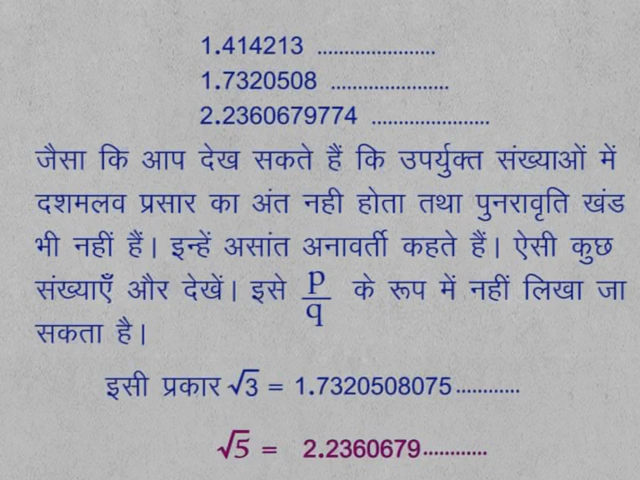 1.414213 ......................
1.7320508 ......................
2.2360679774 ......................
जैसा कि आप देख सकते हैं कि उपर्युक्त संख्याओं में
दशमलव प्रसार का अंत नही होता तथा पुनरावृति खंड
भी नहीं हैं। इन्हें असांत अनावर्ती कहते हैं। ऐसी कुछ
संख्याएँ और देखें। इसे p/q के रूप में नहीं लिखा जा
सकता है।
इसी प्रकार √3 = 1.7320508075............
√5 = 2.2360679............